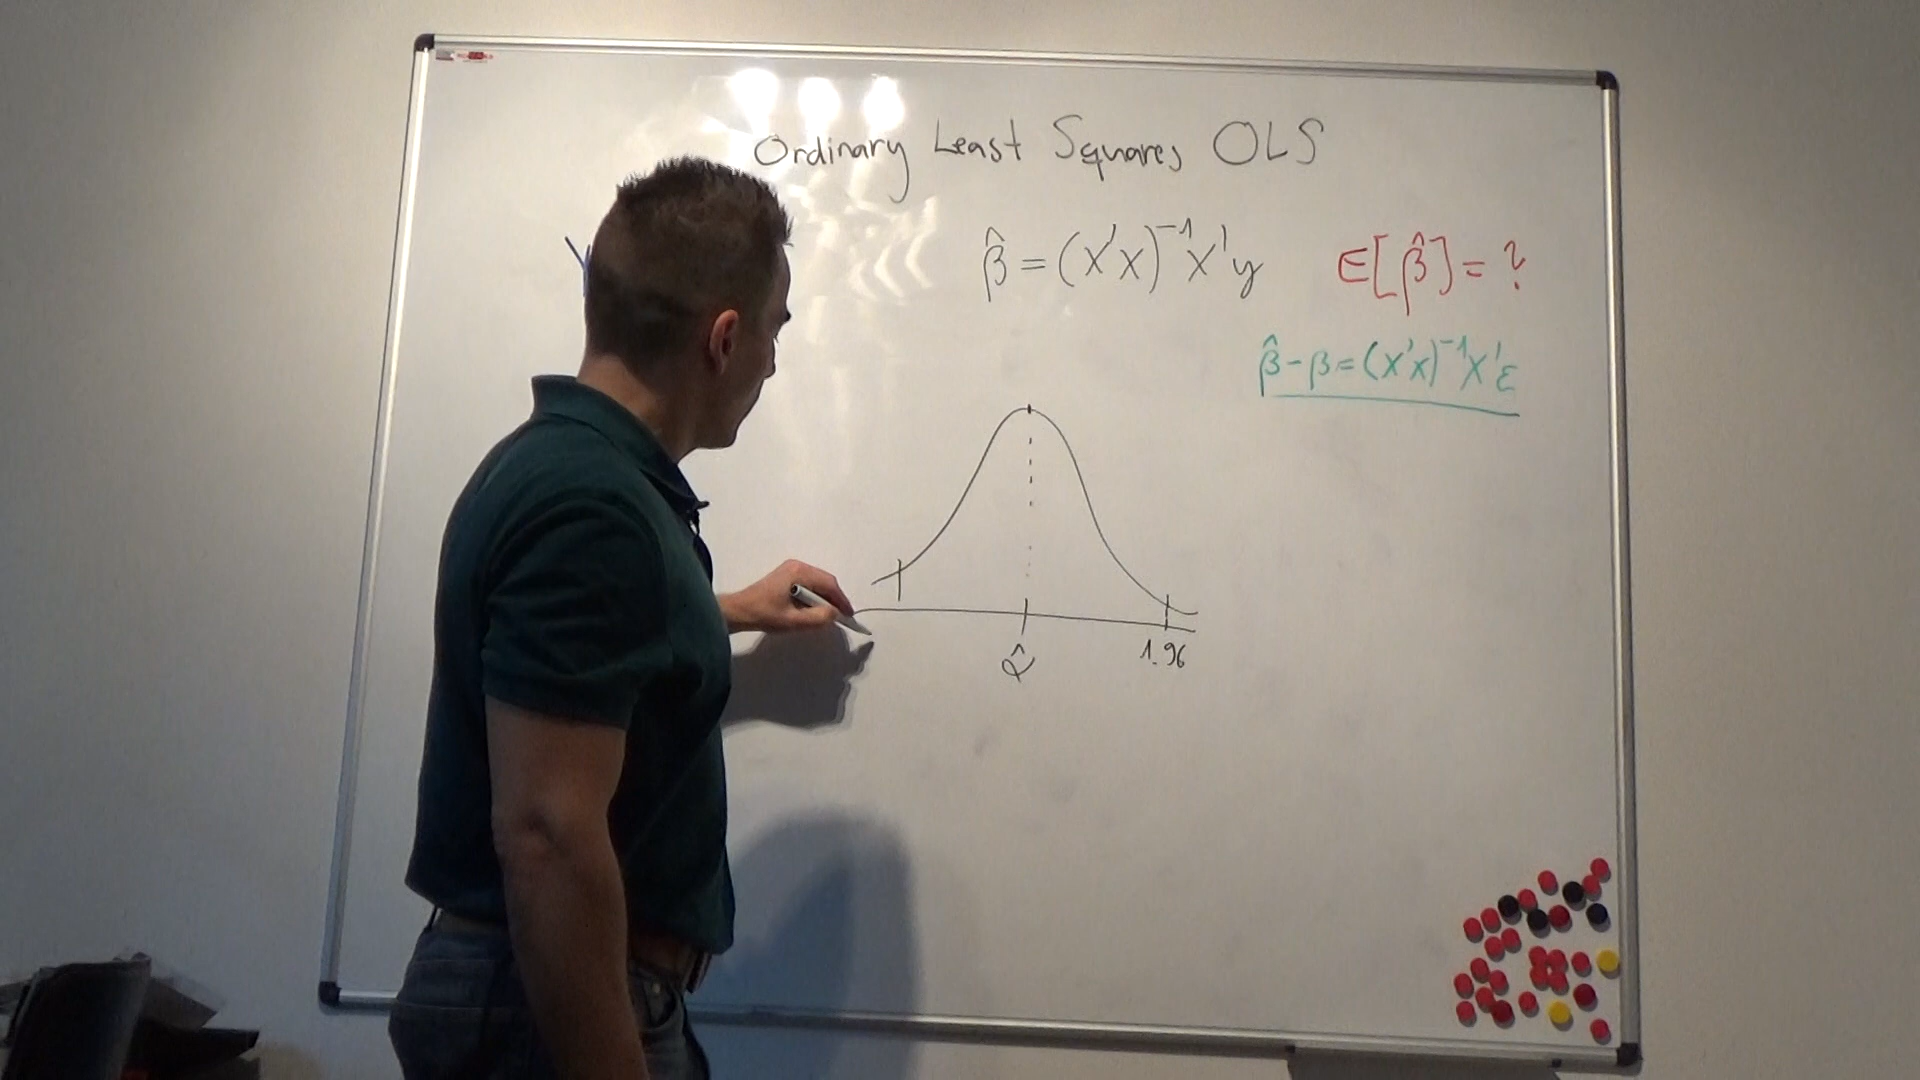 Ordinary Least Squares OLS
β̂ = (X'X)⁻¹X'y
E[β̂] = ?
β̂ - β = (X'X)⁻¹X'ε
α̂
1.96